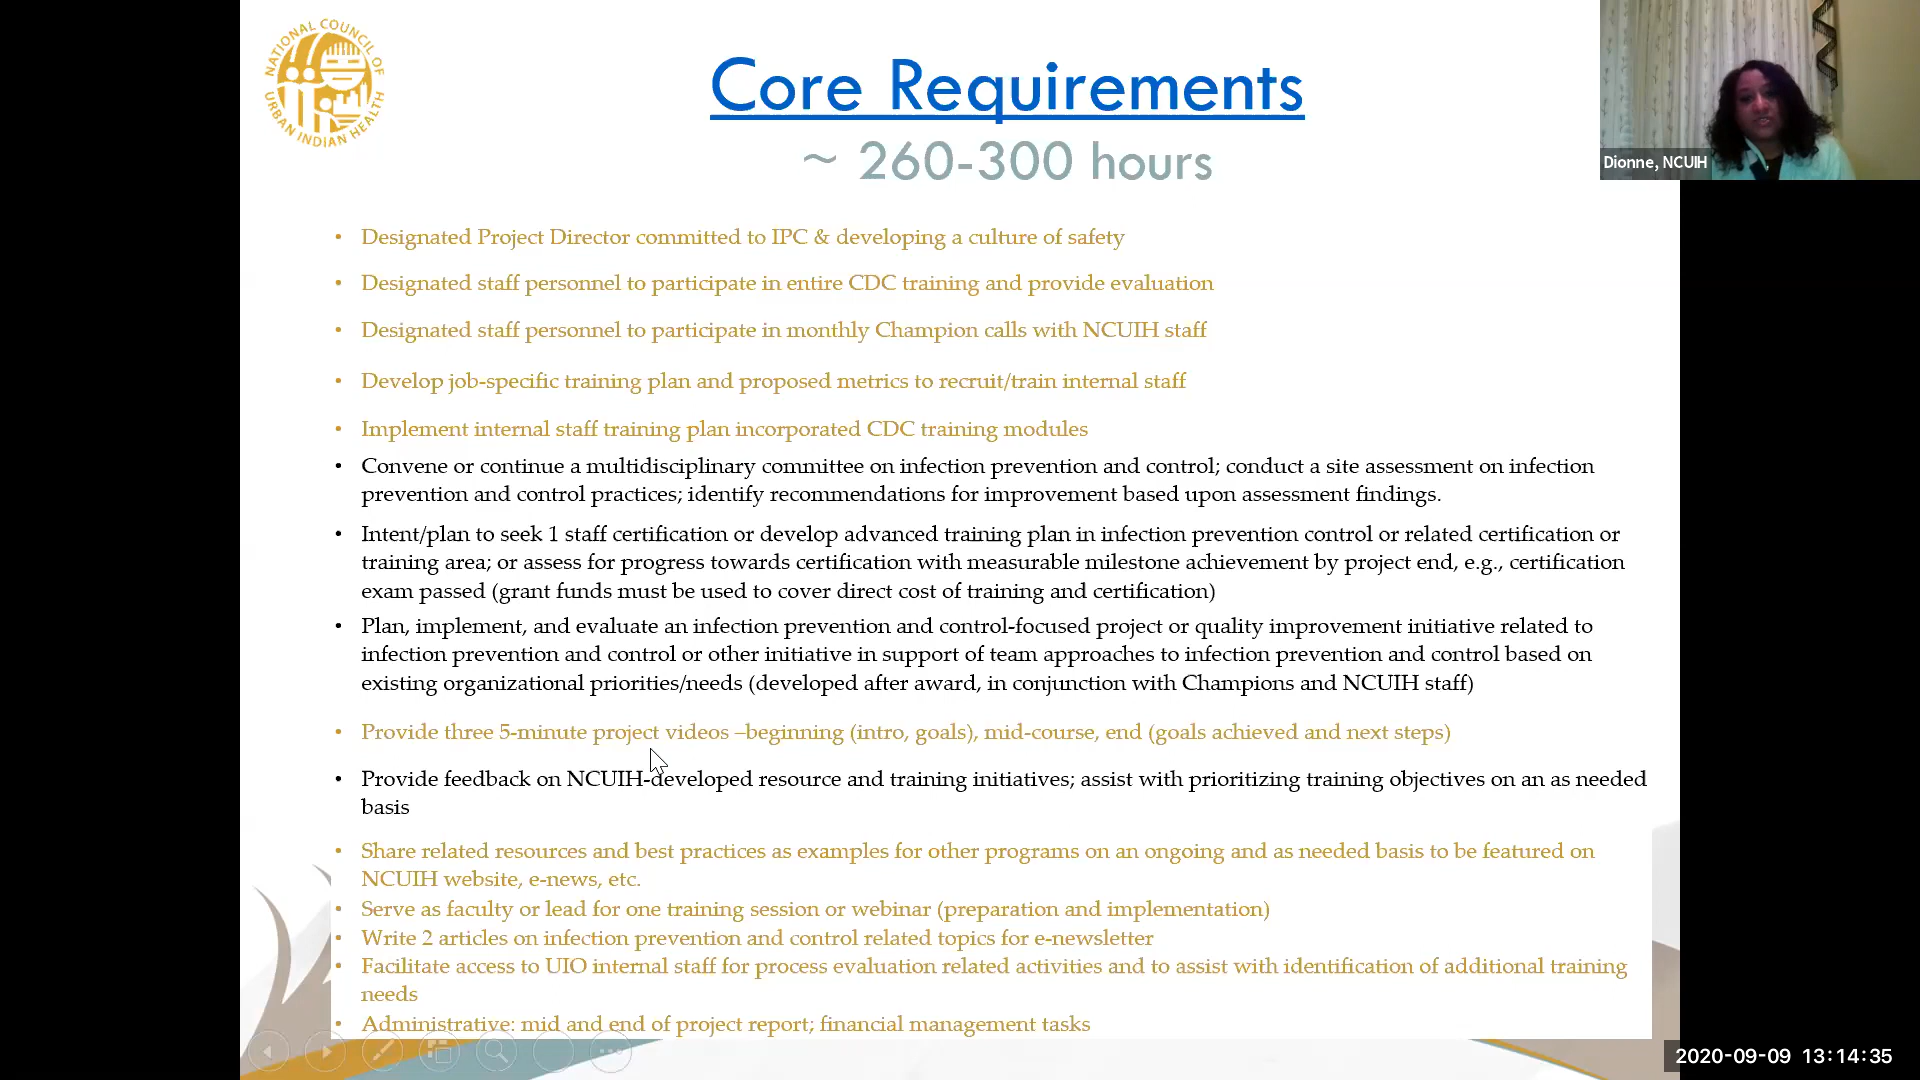 NATIONAL COUNCIL OF
URBAN INDIAN HEALTH
Core Requirements
~ 260-300 hours
Dionne, NCUIH
• Designated Project Director committed to IPC & developing a culture of safety
• Designated staff personnel to participate in entire CDC training and provide evaluation
• Designated staff personnel to participate in monthly Champion calls with NCUIH staff
• Develop job-specific training plan and proposed metrics to recruit/train internal staff
• Implement internal staff training plan incorporated CDC training modules
• Convene or continue a multidisciplinary committee on infection prevention and control; conduct a site assessment on infection
prevention and control practices; identify recommendations for improvement based upon assessment findings.
• Intent/plan to seek 1 staff certification or develop advanced training plan in infection prevention control or related certification or
training area; or assess for progress towards certification with measurable milestone achievement by project end, e.g., certification
exam passed (grant funds must be used to cover direct cost of training and certification)
• Plan, implement, and evaluate an infection prevention and control-focused project or quality improvement initiative related to
infection prevention and control or other initiative in support of team approaches to infection prevention and control based on
existing organizational priorities/needs (developed after award, in conjunction with Champions and NCUIH staff)
• Provide three 5-minute project videos –beginning (intro, goals), mid-course, end (goals achieved and next steps)
• Provide feedback on NCUIH-developed resource and training initiatives; assist with prioritizing training objectives on an as needed
basis
• Share related resources and best practices as examples for other programs on an ongoing and as needed basis to be featured on
NCUIH website, e-news, etc.
• Serve as faculty or lead for one training session or webinar (preparation and implementation)
• Write 2 articles on infection prevention and control related topics for e-newsletter
• Facilitate access to UIO internal staff for process evaluation related activities and to assist with identification of additional training
needs
• Administrative: mid and end of project report; financial management tasks
2020-09-09 13:14:35